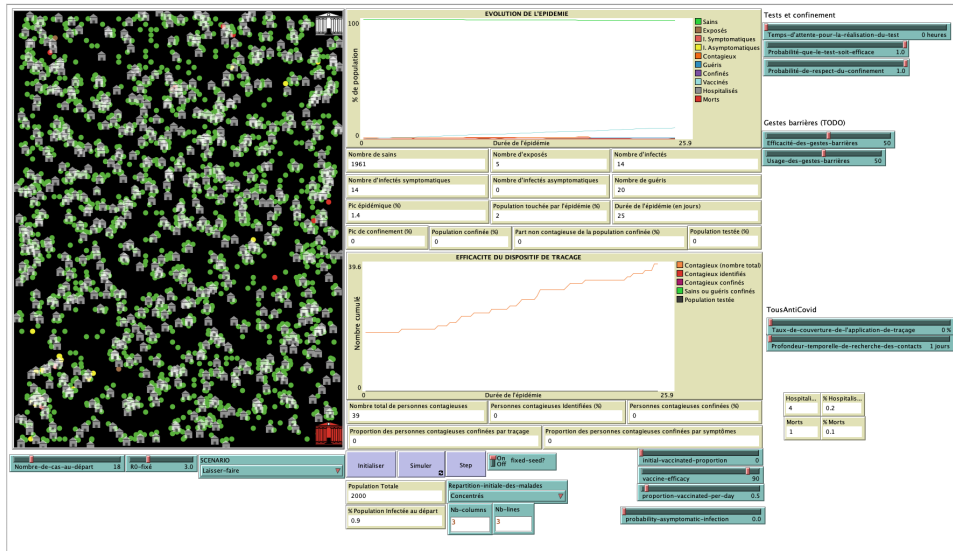 EVOLUTION DE L'EPIDEMIE
% de population
100
0
Durée de l'épidémie
25.9
Sains
Exposés
I. Symptomatiques
I. Asymptomatiques
Contagieux
Guéris
Confinés
Vaccinés
Hospitalisés
Morts
Tests et confinement
Temps-d'attente-pour-la-réalisation-du-test 0 heures
Probabilité-que-le-test-soit-efficace 1.0
Probabilité-de-respect-du-confinement 1.0
Gestes barrières (TODO)
Efficacité-des-gestes-barrières 50
Usage-des-gestes-barrières 50
Nombre de sains
1961
Nombre d'exposés
5
Nombre d'infectés
14
Nombre d'infectés symptomatiques
14
Nombre d'infectés asymptomatiques
0
Nombre de guéris
20
Pic épidémique (%)
1.4
Population touchée par l'épidémie (%)
2
Durée de l'épidémie (en jours)
25
Pic de confinement (%)
0
Population confinée (%)
0
Part non contagieuse de la population confinée (%)
0
Population testée (%)
0
EFFICACITE DU DISPOSITIF DE TRACAGE
Nombre cumulé
39.6
0
Durée de l'épidémie
25.9
Contagieux (nombre total)
Contagieux identifiés
Contagieux confinés
Sains ou guéris confinés
Population testée
TousAntiCovid
Taux-de-couverture-de-l'application-de-traçage 0 %
Profondeur-temporelle-de-recherche-des-contacts 1 jours
Nombre total de personnes contagieuses
39
Personnes contagieuses Identifiées (%)
0
Personnes contagieuses confinées (%)
0
Proportion des personnes contagieuses confinées par traçage
0
Proportion des personnes contagieuses confinées par symptômes
0
Hospitali...
4
% Hospitalis...
0.2
Morts
1
% Morts
0.1
Nombre-de-cas-au-départ 18
R0-fixé 3.0
SCENARIO
Laisser-faire
Initialiser
Simuler
Step
On
Off
fixed-seed?
initial-vaccinated-proportion 0
vaccine-efficacy 90
proportion-vaccinated-per-day 0.5
probability-asymptomatic-infection 0.0
Population Totale
2000
Repartition-initiale-des-malades
Concentrés
% Population Infectée au départ
0.9
Nb-columns
3
Nb-lines
3